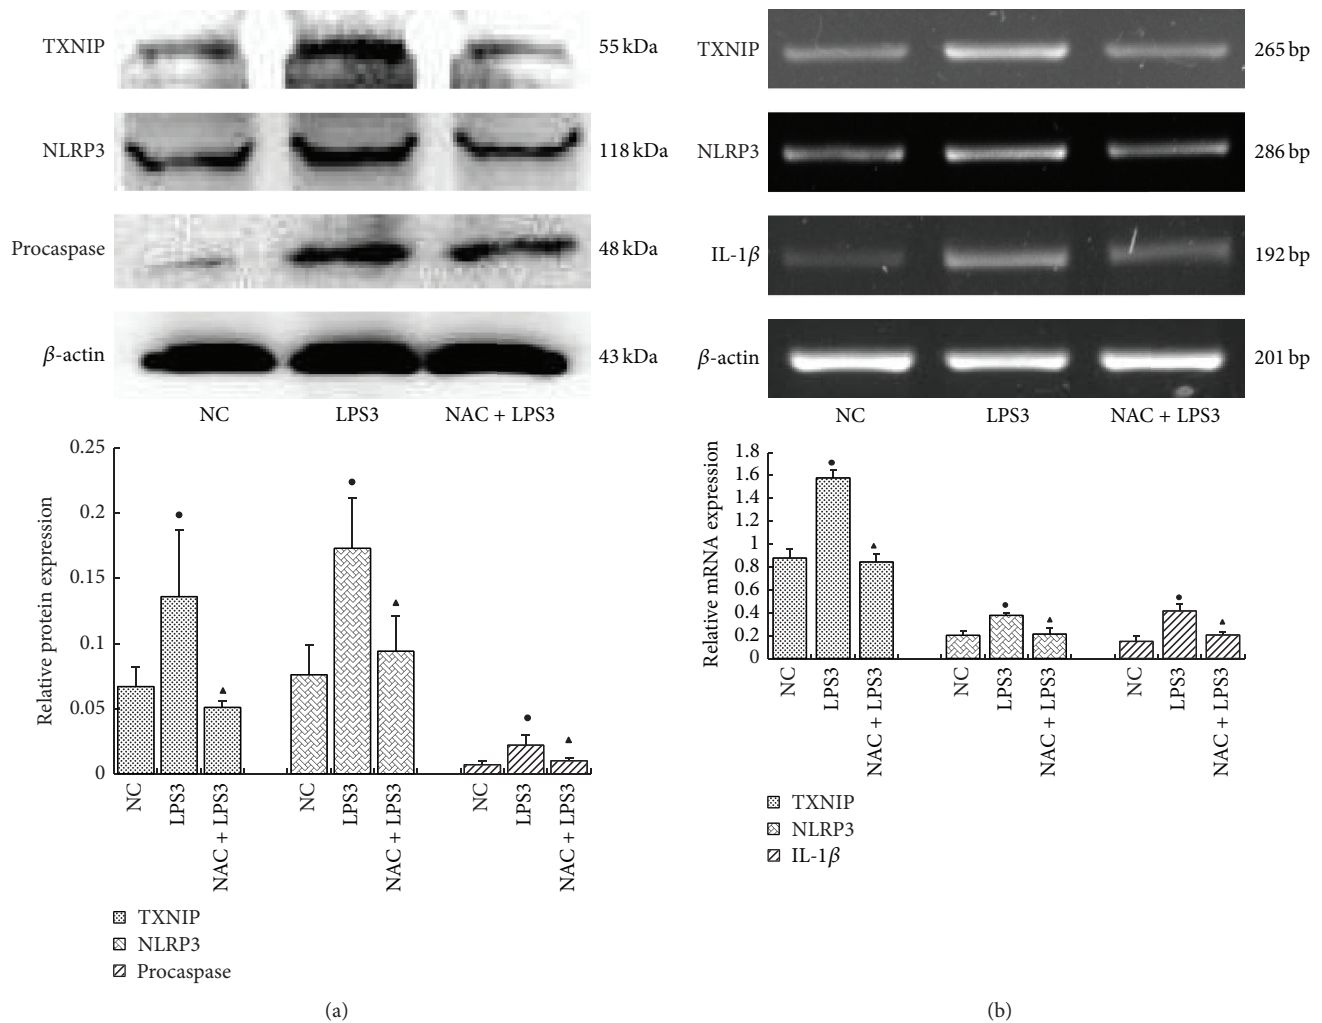 TXNIP 55 kDa
NLRP3 118 kDa
Procaspase 48 kDa
β-actin 43 kDa
NC LPS3 NAC + LPS3
0.25
0.2
0.15
0.1
0.05
0
Relative protein expression
NC LPS3 NAC + LPS3 NC LPS3 NAC + LPS3 NC LPS3 NAC + LPS3
TXNIP
NLRP3
Procaspase
(a)
TXNIP 265 bp
NLRP3 286 bp
IL-1β 192 bp
β-actin 201 bp
NC LPS3 NAC + LPS3
1.8
1.6
1.4
1.2
1
0.8
0.6
0.4
0.2
0
Relative mRNA expression
NC LPS3 NAC + LPS3 NC LPS3 NAC + LPS3 NC LPS3 NAC + LPS3
TXNIP
NLRP3
IL-1β
(b)